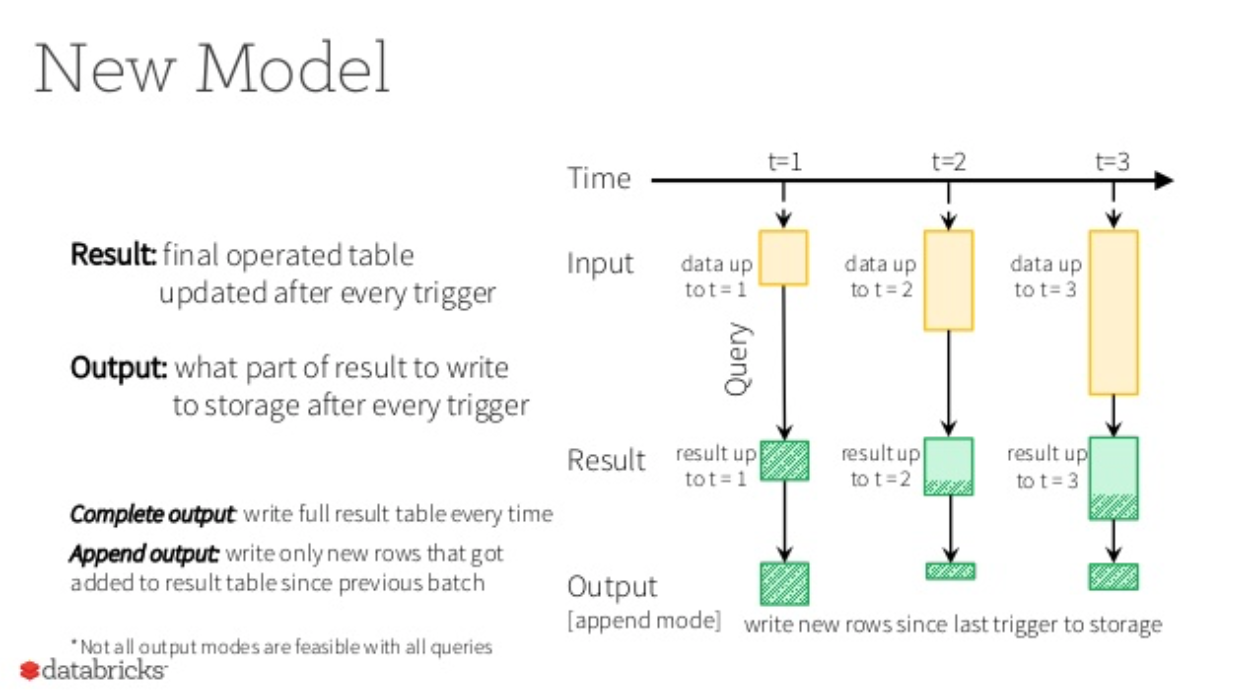 New Model
Result: final operated table
updated after every trigger
Output: what part of result to write
to storage after every trigger
Complete output: write full result table every time
Append output: write only new rows that got
added to result table since previous batch
*Not all output modes are feasible with all queries
databricks
Time
t=1
t=2
t=3
Input
data up
to t = 1
data up
to t = 2
data up
to t = 3
Query
Result
result up
to t = 1
result up
to t = 2
result up
to t = 3
Output
[append mode]
write new rows since last trigger to storage